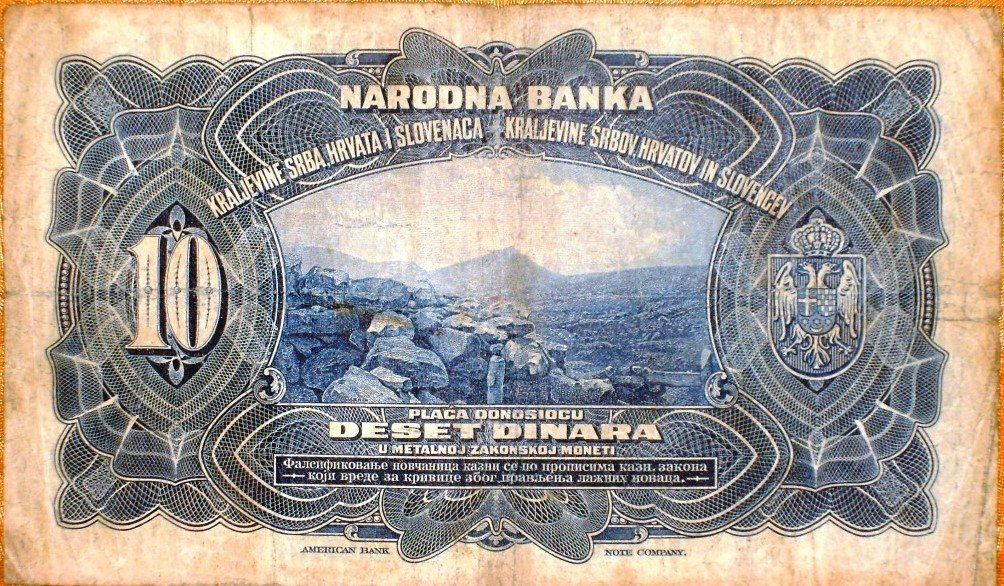 NARODNA BANKA
KRALJEVINE SRBA, HRVATA I SLOVENACA KRALJEVINE SRBOV, HRVATOV IN SLOVENCEV
10
PLAĆA DONOSIOCU
DESET DINARA
U METALNOJ ZAKONSKOJ MONETI
Фалсификовање новчаница казни се по прописима казн. закона
који вреде за кривице због прављења лажних новаца.
AMERICAN BANK NOTE COMPANY.